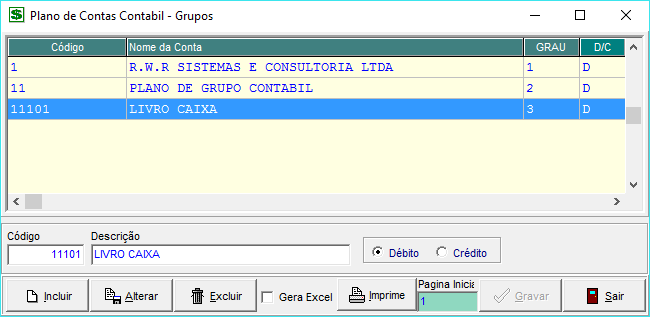 Plano de Contas Contabil - Grupos
Código Nome da Conta GRAU D/C
1 R.W.R SISTEMAS E CONSULTORIA LTDA 1 D
11 PLANO DE GRUPO CONTABIL 2 D
11101 LIVRO CAIXA 3 D
Código Descrição
11101 LIVRO CAIXA Débito Crédito
Incluir Alterar Excluir Gera Excel Imprime Pagina Inicia Gravar Sair
1